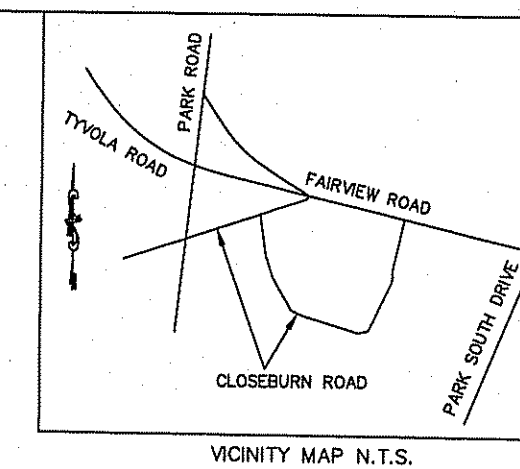 PARK ROAD
TYVOLA ROAD
FAIRVIEW ROAD
PARK SOUTH DRIVE
CLOSEBURN ROAD
VICINITY MAP N.T.S.